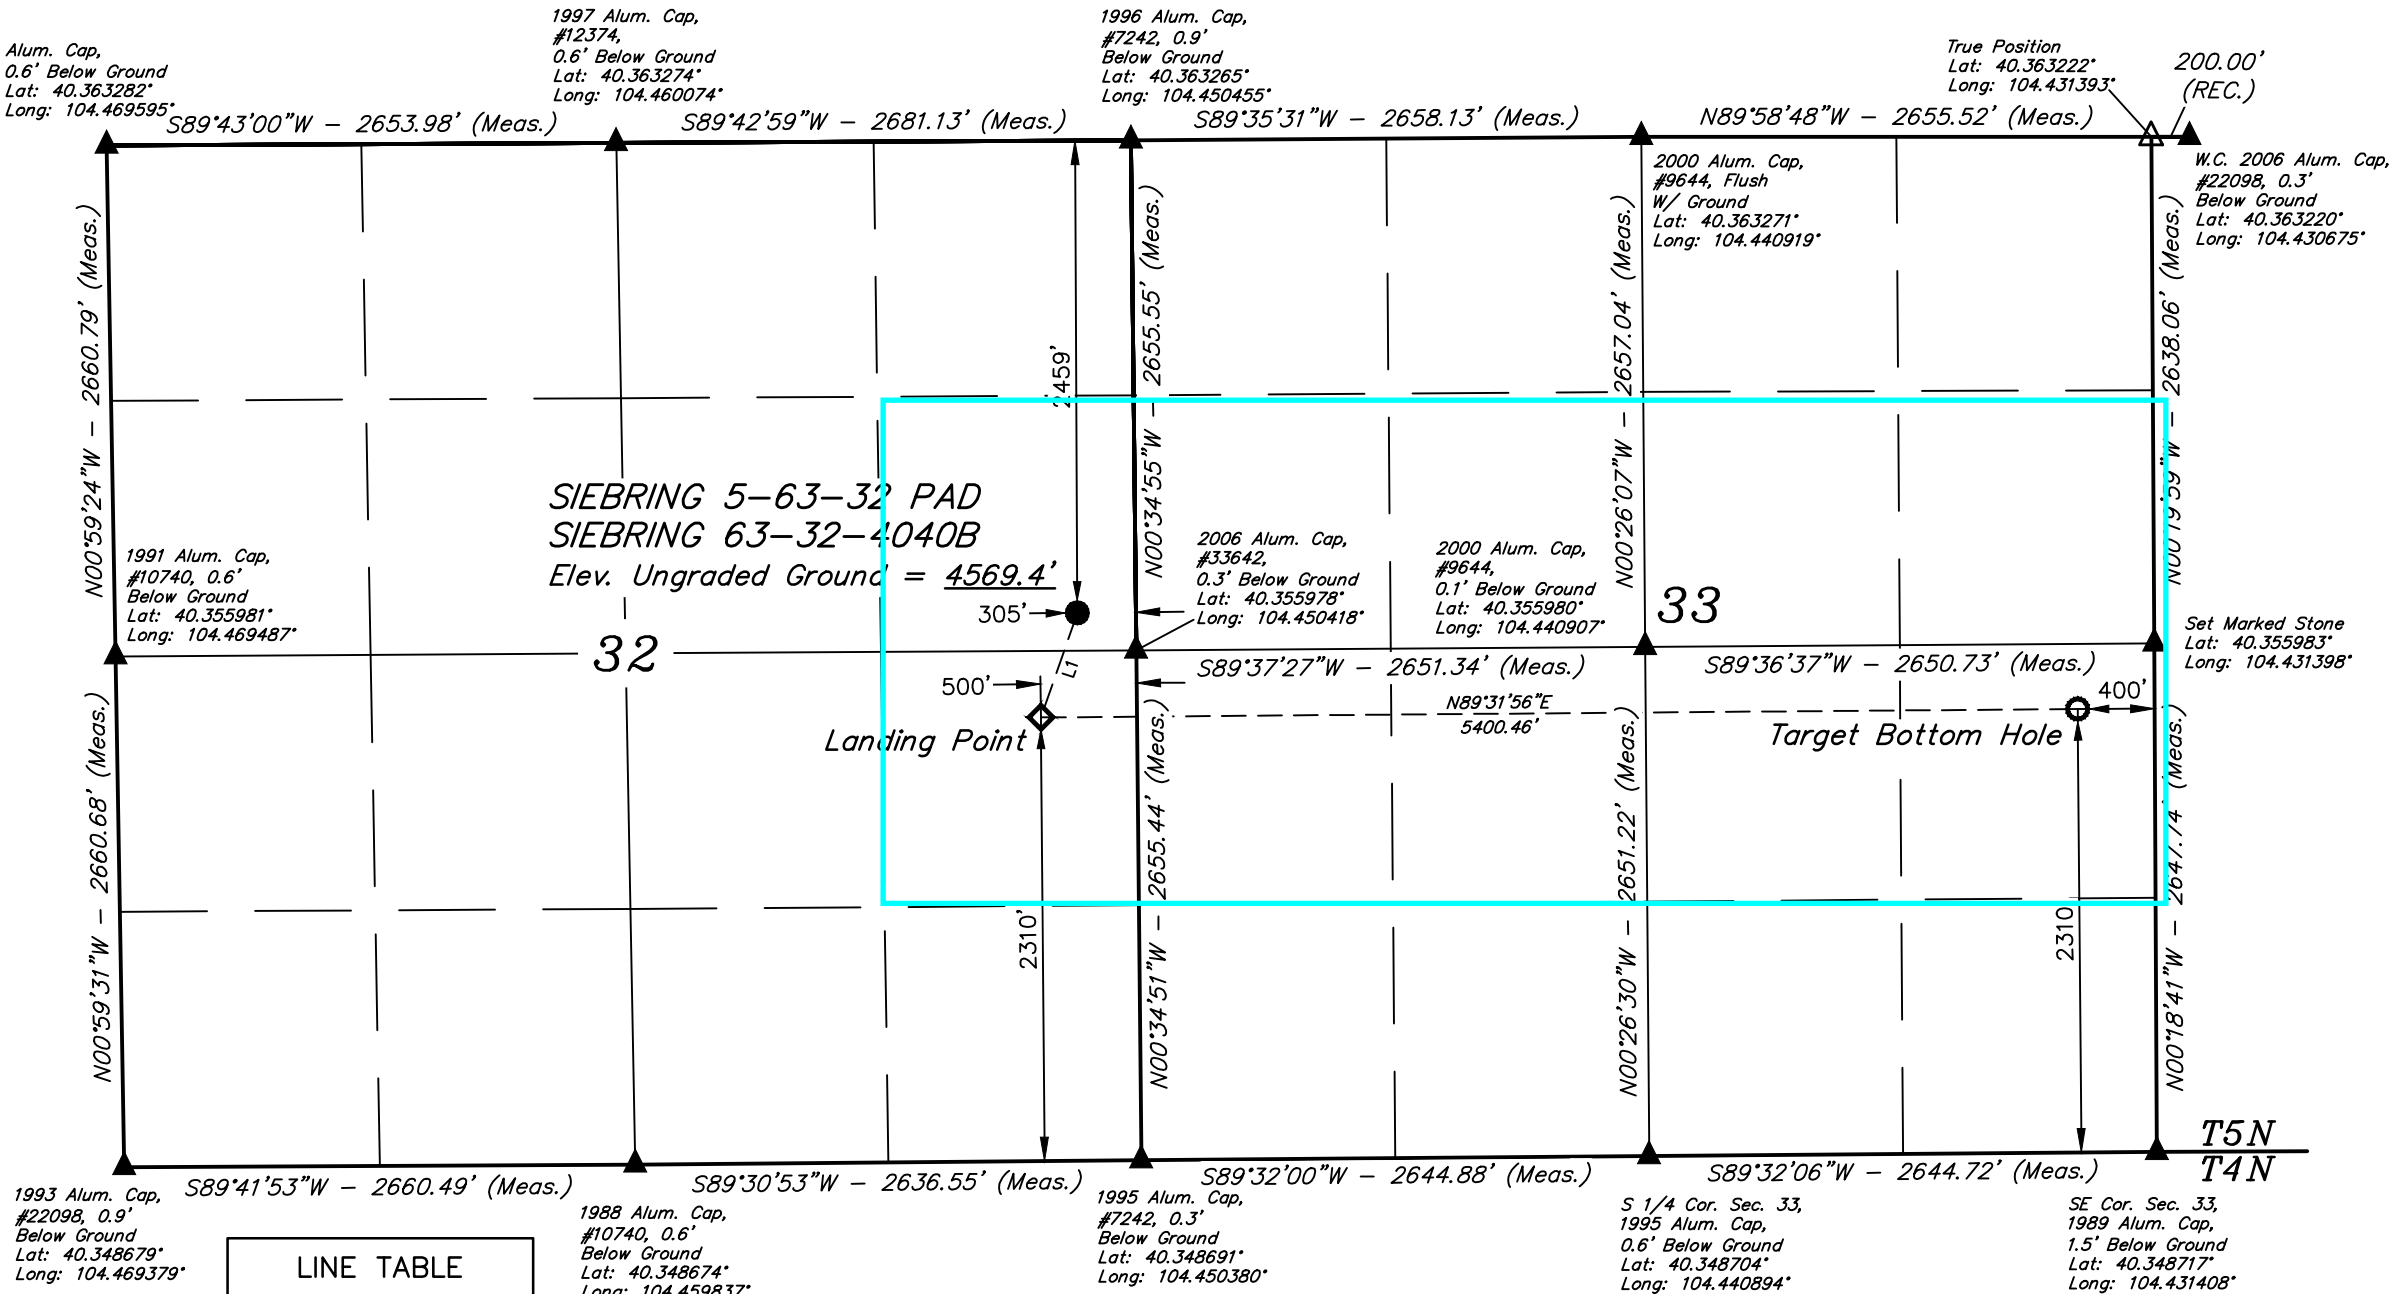 Alum. Cap,
0.6' Below Ground
Lat: 40.363282°
Long: 104.469595°
1997 Alum. Cap,
#12374,
0.6' Below Ground
Lat: 40.363274°
Long: 104.460074°
1996 Alum. Cap,
#7242, 0.9'
Below Ground
Lat: 40.363265°
Long: 104.450455°
True Position
Lat: 40.363222°
Long: 104.431393°
200.00'
(REC.)
S89°43'00"W - 2653.98' (Meas.)
S89°42'59"W - 2681.13' (Meas.)
S89°35'31"W - 2658.13' (Meas.)
N89°58'48"W - 2655.52' (Meas.)
2000 Alum. Cap,
#9644, Flush
W/ Ground
Lat: 40.363271°
Long: 104.440919°
W.C. 2006 Alum. Cap,
#22098, 0.3'
Below Ground
Lat: 40.363220°
Long: 104.430675°
N00°59'24"W - 2660.79' (Meas.)
2459'
N00°34'55"W - 2655.55' (Meas.)
N00°26'07"W - 2657.04' (Meas.)
N00°19'59"W - 2638.06' (Meas.)
SIEBRING 5-63-32 PAD
SIEBRING 63-32-4040B
Elev. Ungraded Ground = 4569.4'
305'
1991 Alum. Cap,
#10740, 0.6'
Below Ground
Lat: 40.355981°
Long: 104.469487°
2006 Alum. Cap,
#33642,
0.3' Below Ground
Lat: 40.355978°
Long: 104.450418°
2000 Alum. Cap,
#9644,
0.1' Below Ground
Lat: 40.355980°
Long: 104.440907°
33
Set Marked Stone
Lat: 40.355983°
Long: 104.431398°
32
L1
S89°37'27"W - 2651.34' (Meas.)
S89°36'37"W - 2650.73' (Meas.)
500'
N89°31'56"E
5400.46'
400'
Landing Point
Target Bottom Hole
N00°59'31"W - 2660.68' (Meas.)
2310'
N00°34'51"W - 2655.44' (Meas.)
N00°26'30"W - 2651.22' (Meas.)
2310'
N00°18'41"W - 2647.74' (Meas.)
T5N
T4N
S89°41'53"W - 2660.49' (Meas.)
S89°30'53"W - 2636.55' (Meas.)
S89°32'00"W - 2644.88' (Meas.)
S89°32'06"W - 2644.72' (Meas.)
1993 Alum. Cap,
#22098, 0.9'
Below Ground
Lat: 40.348679°
Long: 104.469379°
LINE TABLE
1988 Alum. Cap,
#10740, 0.6'
Below Ground
Lat: 40.348674°
Long: 104.459837°
1995 Alum. Cap,
#7242, 0.3'
Below Ground
Lat: 40.348691°
Long: 104.450380°
S 1/4 Cor. Sec. 33,
1995 Alum. Cap,
0.6' Below Ground
Lat: 40.348704°
Long: 104.440894°
SE Cor. Sec. 33,
1989 Alum. Cap,
1.5' Below Ground
Lat: 40.348717°
Long: 104.431408°